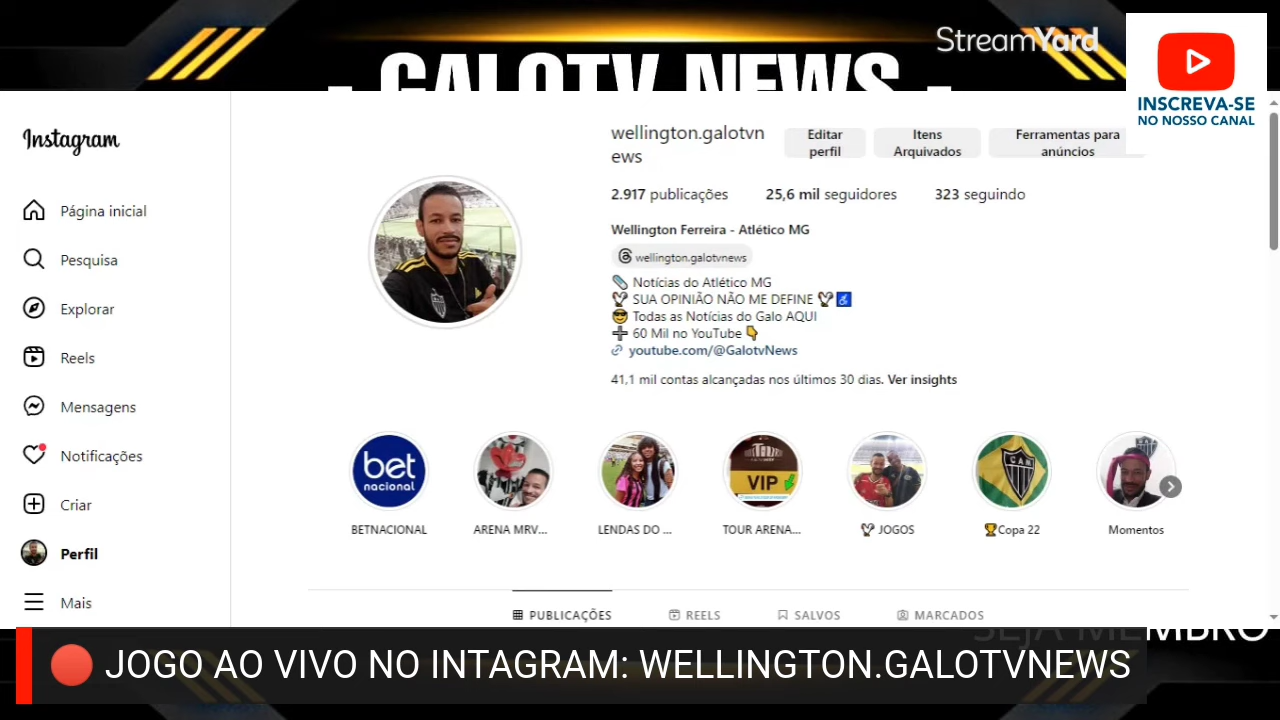 StreamYard
- GALOTV NEWS -
INSCREVA-SE
NO NOSSO CANAL
Instagram
Página inicial
Pesquisa
Explorar
Reels
Mensagens
Notificações
Criar
Perfil
Mais
wellington.galotvn
ews
Editar
perfil
Itens
Arquivados
Ferramentas para
anúncios
2.917 publicações 25,6 mil seguidores 323 seguindo
Wellington Ferreira - Atlético MG
wellington.galotvnews
Notícias do Atlético MG
SUA OPINIÃO NÃO ME DEFINE
Todas as Notícias do Galo AQUI
60 Mil no YouTube
youtube.com/@GalotvNews
41,1 mil contas alcançadas nos últimos 30 dias. Ver insights
bet
nacional
VIP
CAM
BETNACIONAL
ARENA MRV...
LENDAS DO ...
TOUR ARENA...
JOGOS
Copa 22
Momentos
PUBLICAÇÕES
REELS
SALVOS
MARCADOS
SEJA MEMBRO
🔴 JOGO AO VIVO NO INTAGRAM: WELLINGTON.GALOTVNEWS